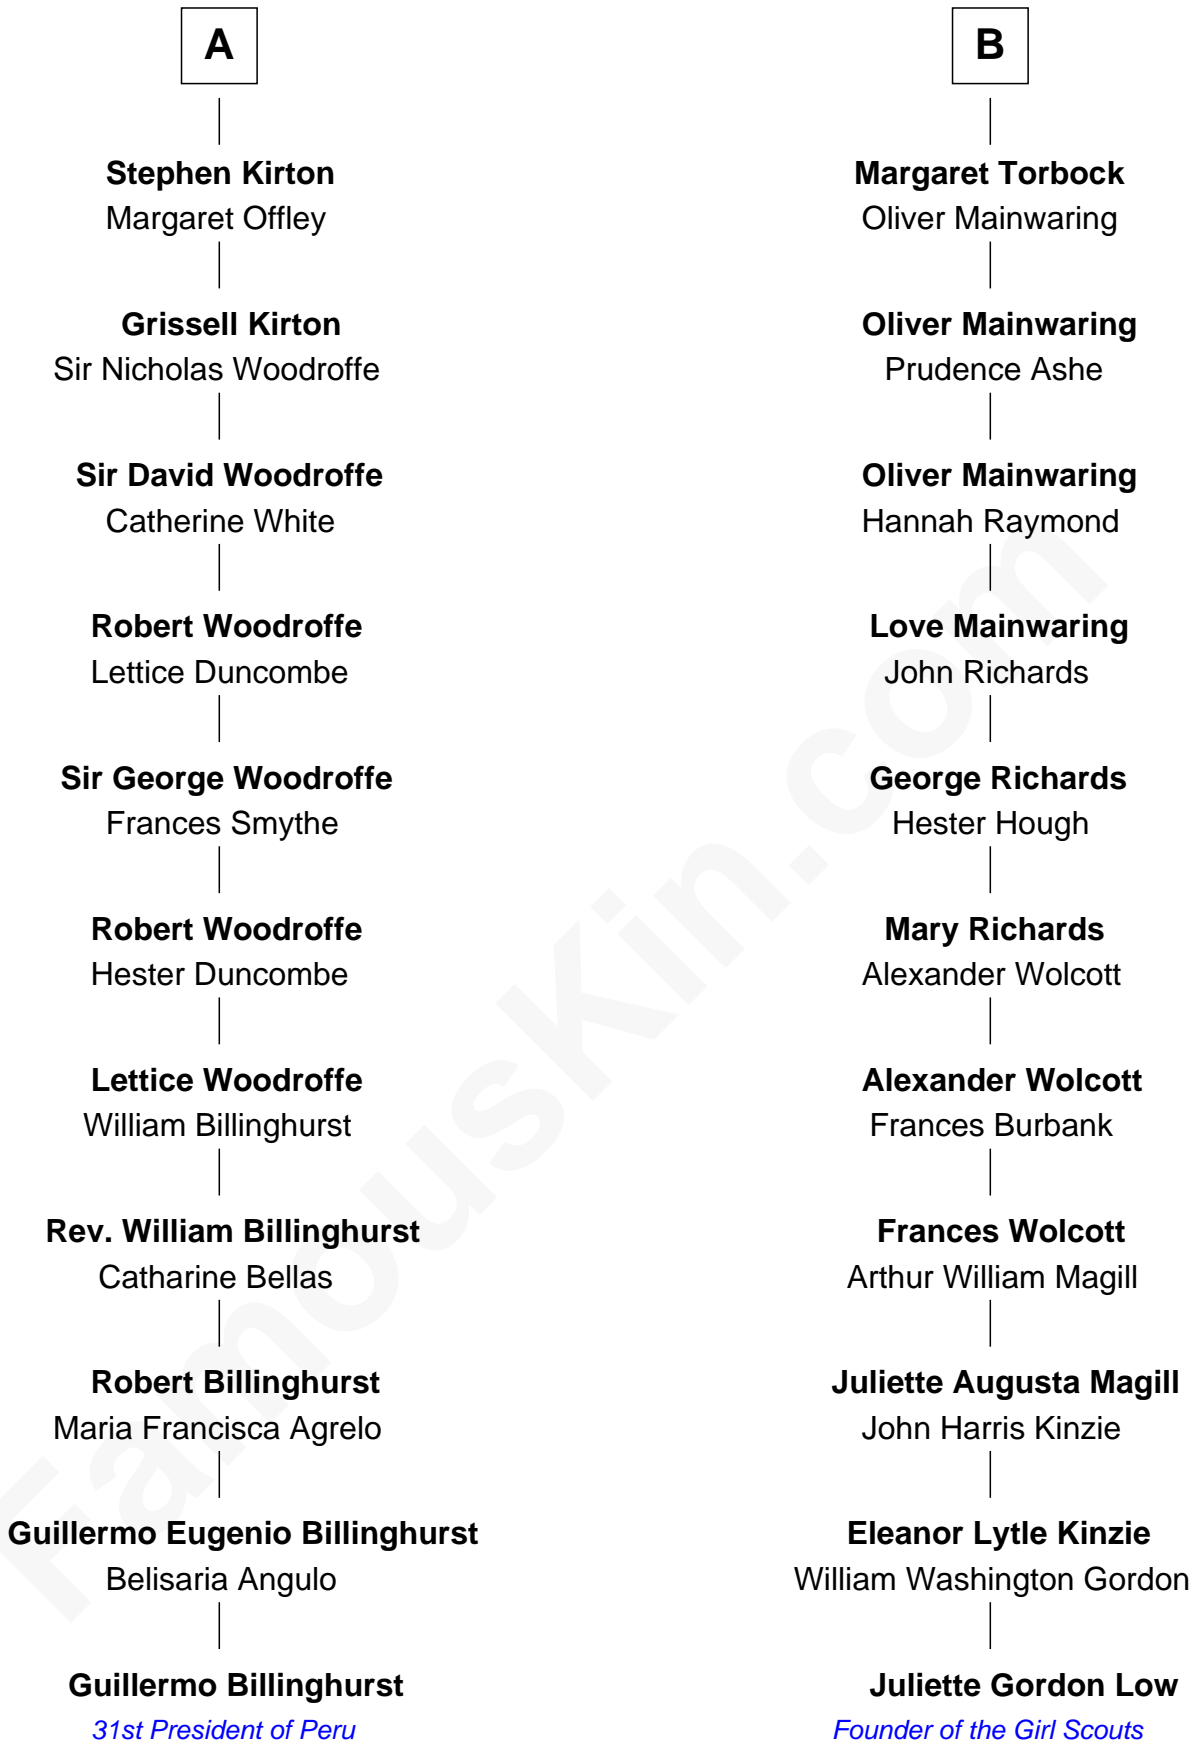 A
Stephen Kirton
Margaret Offley
Grissell Kirton
Sir Nicholas Woodroffe
Sir David Woodroffe
Catherine White
Robert Woodroffe
Lettice Duncombe
Sir George Woodroffe
Frances Smythe
Robert Woodroffe
Hester Duncombe
Lettice Woodroffe
William Billinghurst
Rev. William Billinghurst
Catharine Bellas
Robert Billinghurst
Maria Francisca Agrelo
Guillermo Eugenio Billinghurst
Belisaria Angulo
Guillermo Billinghurst
31st President of Peru
B
Margaret Torbock
Oliver Mainwaring
Oliver Mainwaring
Prudence Ashe
Oliver Mainwaring
Hannah Raymond
Love Mainwaring
John Richards
George Richards
Hester Hough
Mary Richards
Alexander Wolcott
Alexander Wolcott
Frances Burbank
Frances Wolcott
Arthur William Magill
Juliette Augusta Magill
John Harris Kinzie
Eleanor Lytle Kinzie
William Washington Gordon
Juliette Gordon Low
Founder of the Girl Scouts
FamousKin.com